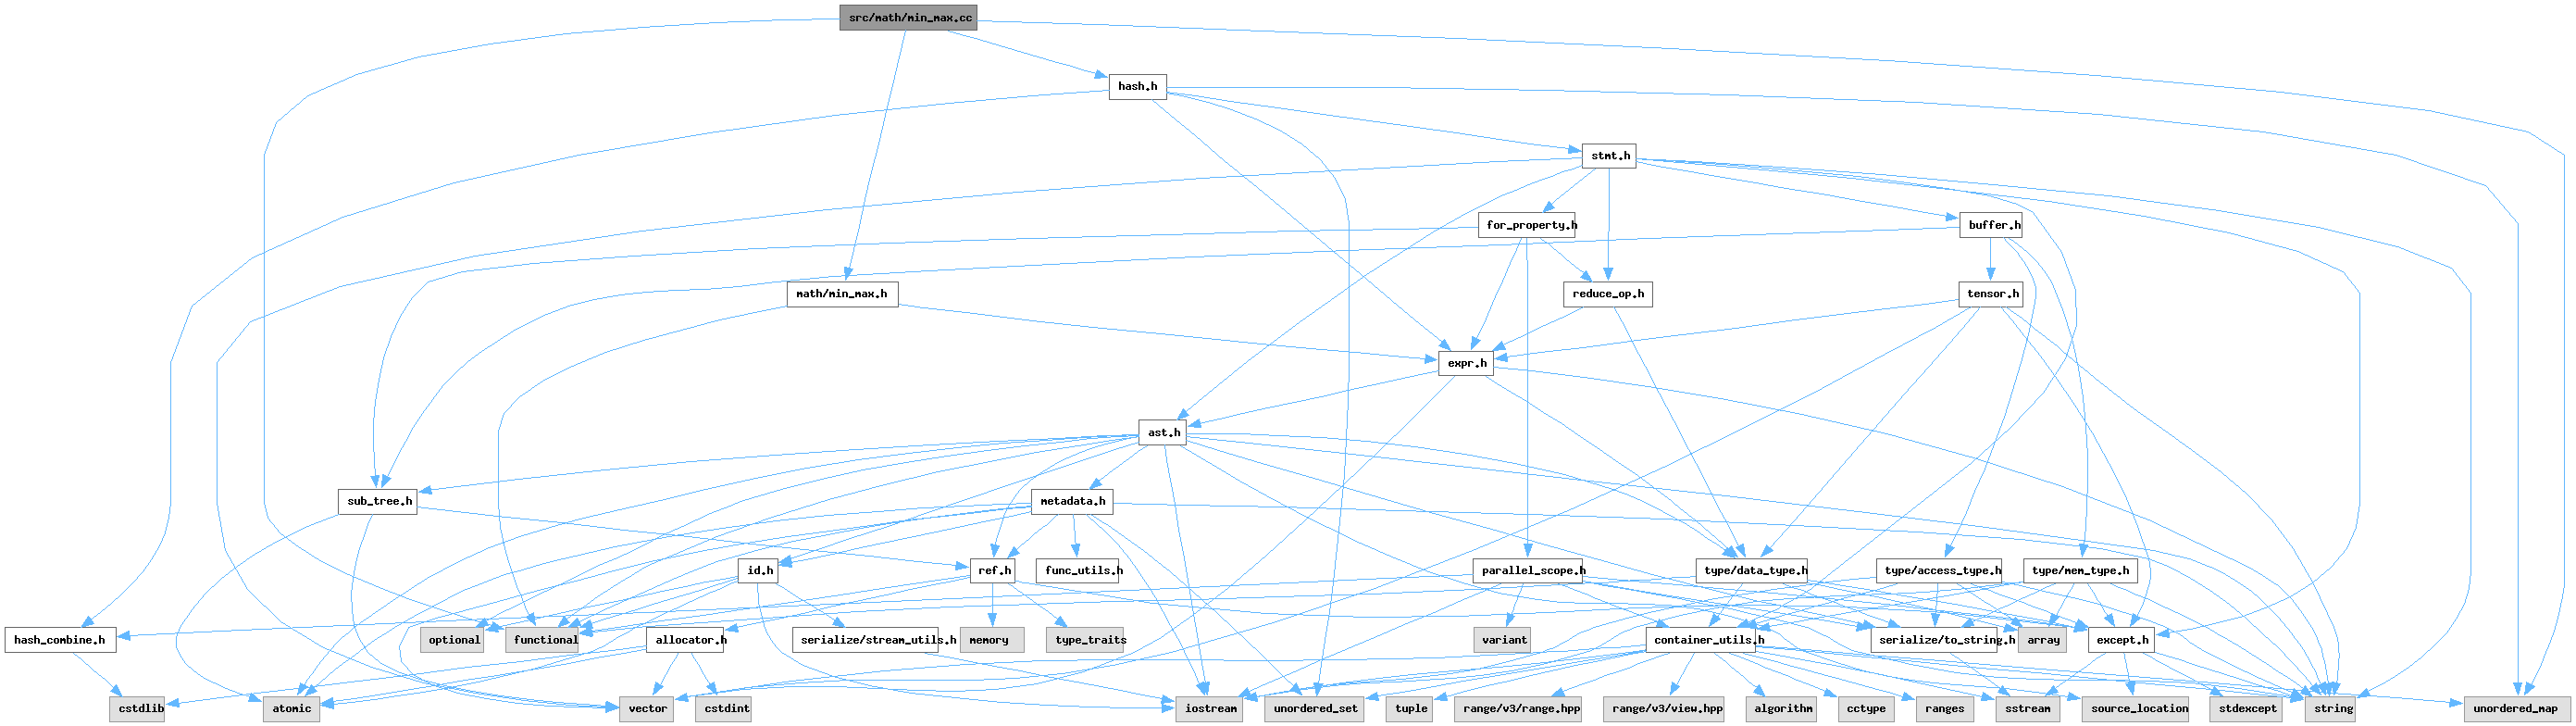 src/math/min_max.cc
hash.h
stmt.h
for_property.h
buffer.h
math/min_max.h
reduce_op.h
tensor.h
expr.h
ast.h
sub_tree.h
metadata.h
id.h
ref.h
func_utils.h
parallel_scope.h
type/data_type.h
type/access_type.h
type/mem_type.h
hash_combine.h
optional
functional
allocator.h
serialize/stream_utils.h
memory
type_traits
variant
container_utils.h
serialize/to_string.h
array
except.h
cstdlib
atomic
vector
cstdint
iostream
unordered_set
tuple
range/v3/range.hpp
range/v3/view.hpp
algorithm
cctype
ranges
sstream
source_location
stdexcept
string
unordered_map